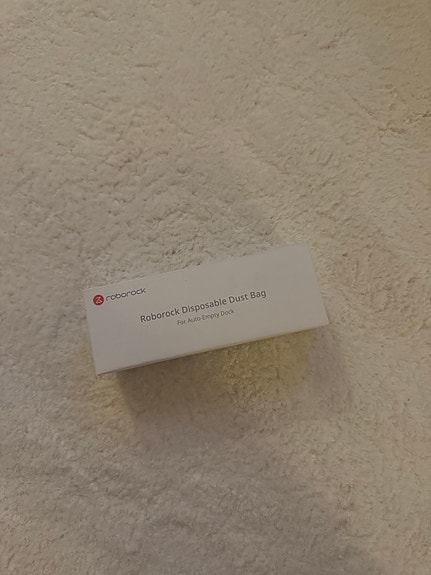 roborock
Roborock Disposable Dust Bag
For Auto-Empty Dock